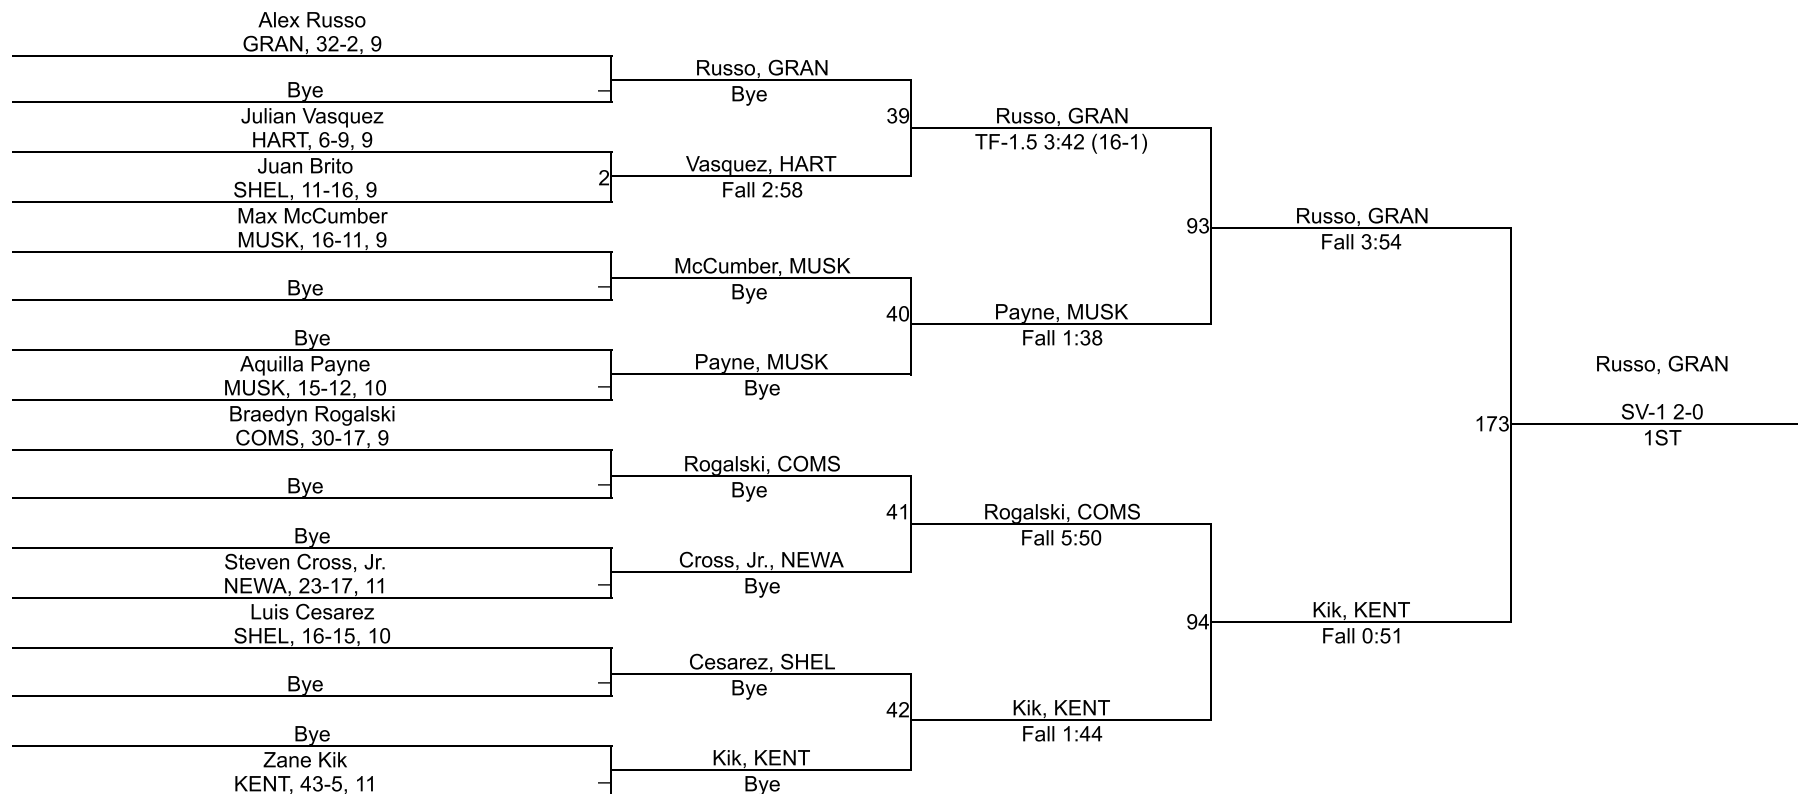 Alex Russo
GRAN, 32-2, 9
Bye
Julian Vasquez
HART, 6-9, 9
Juan Brito
SHEL, 11-16, 9
2
Max McCumber
MUSK, 16-11, 9
Bye
Bye
Aquilla Payne
MUSK, 15-12, 10
Braedyn Rogalski
COMS, 30-17, 9
Bye
Bye
Steven Cross, Jr.
NEWA, 23-17, 11
Luis Cesarez
SHEL, 16-15, 10
Bye
Bye
Zane Kik
KENT, 43-5, 11
Russo, GRAN
Bye
39
Vasquez, HART
Fall 2:58
McCumber, MUSK
Bye
40
Payne, MUSK
Bye
Rogalski, COMS
Bye
41
Cross, Jr., NEWA
Bye
Cesarez, SHEL
Bye
42
Kik, KENT
Bye
Russo, GRAN
TF-1.5 3:42 (16-1)
93
Payne, MUSK
Fall 1:38
Rogalski, COMS
Fall 5:50
94
Kik, KENT
Fall 1:44
Russo, GRAN
Fall 3:54
173
Kik, KENT
Fall 0:51
Russo, GRAN
SV-1 2-0
1ST